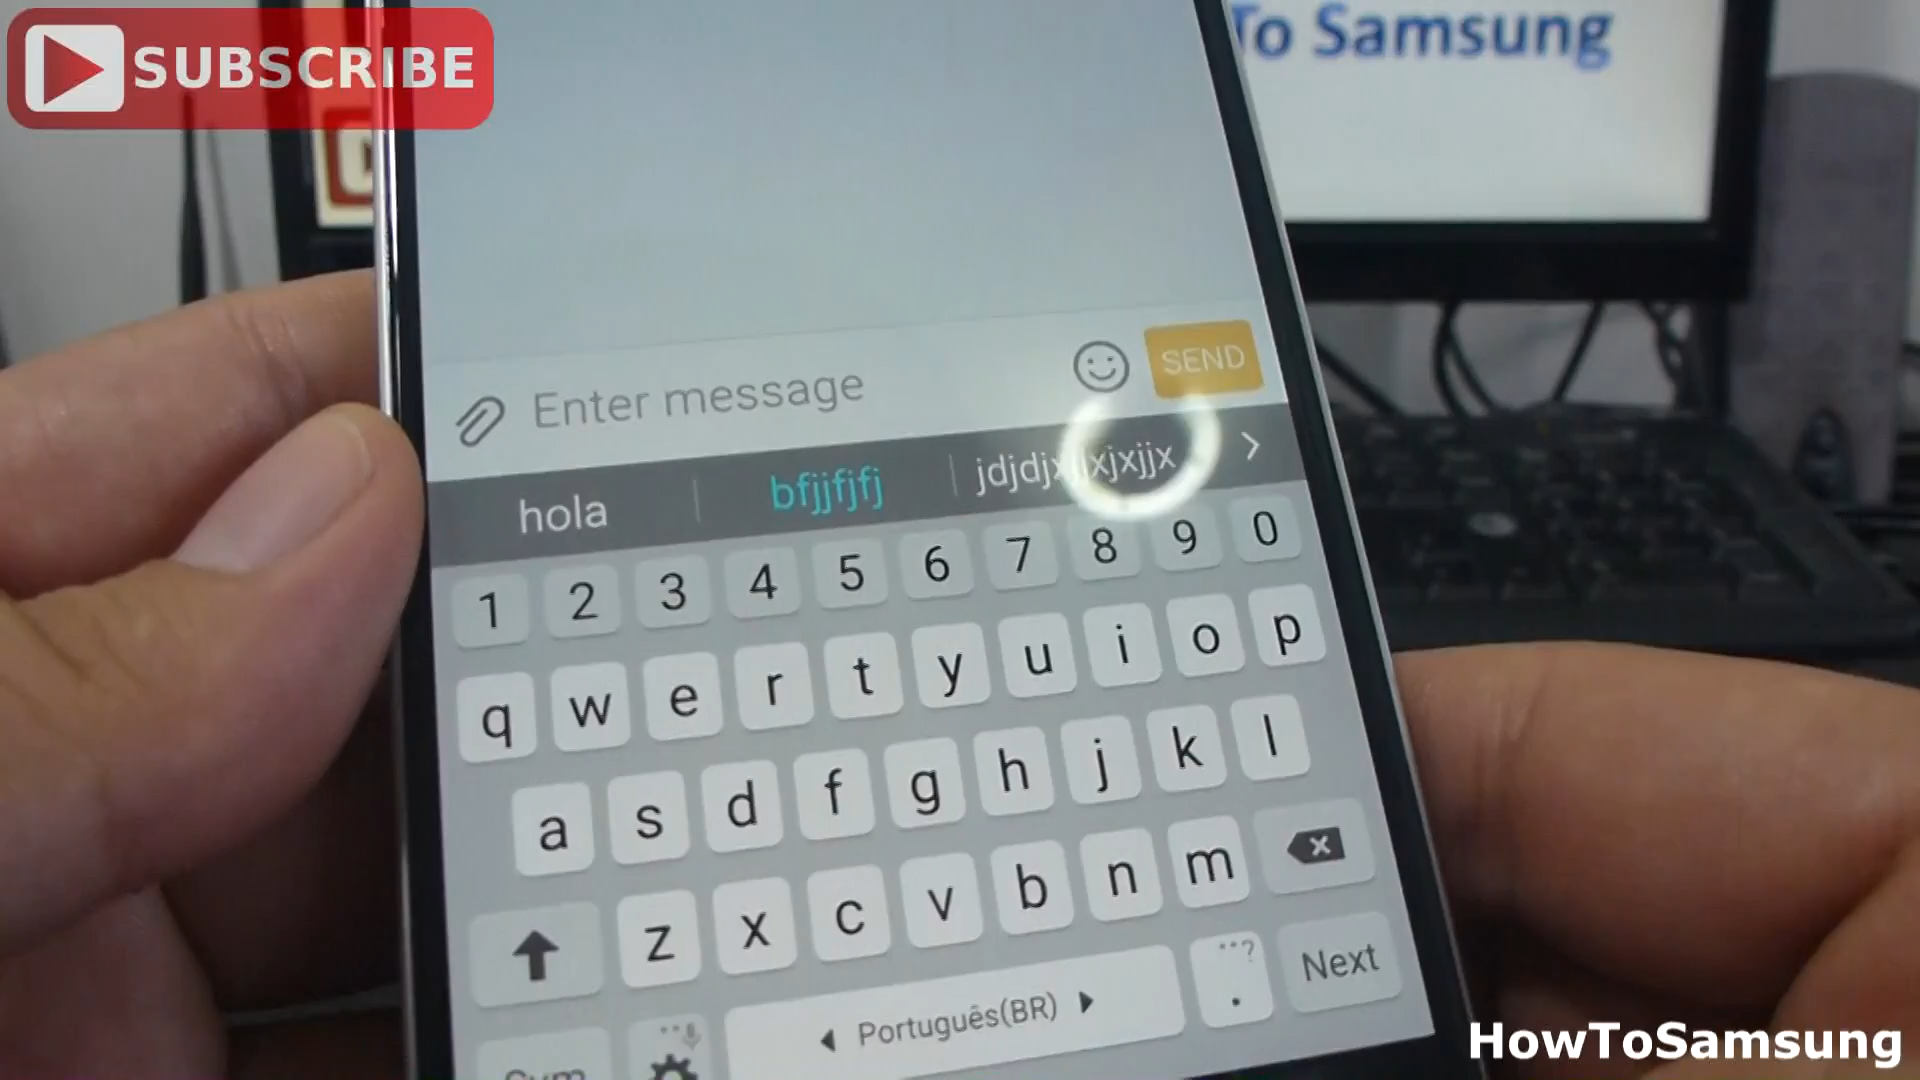 SUBSCRIBE
To Samsung
Enter message
SEND
hola
bfjjfjfj
1 2 3 4 5 6 7 8 9 0
q w e r t y u i o p
a s d f g h j k l
z x c v b n m
Português(BR)
. ?
Next
Sym
HowToSamsung